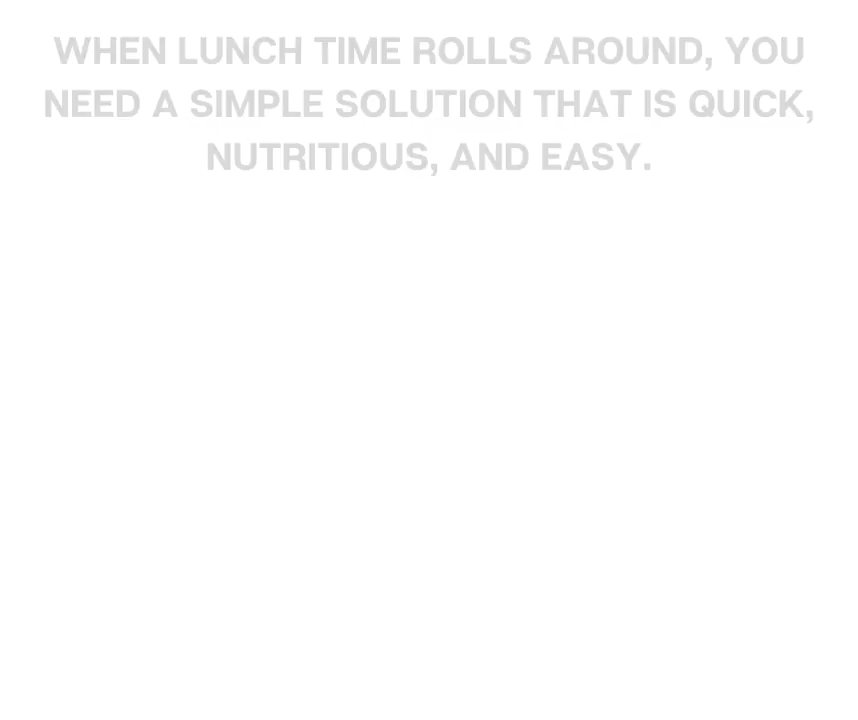 WHEN LUNCH TIME ROLLS AROUND, YOU
NEED A SIMPLE SOLUTION THAT IS QUICK,
NUTRITIOUS, AND EASY.